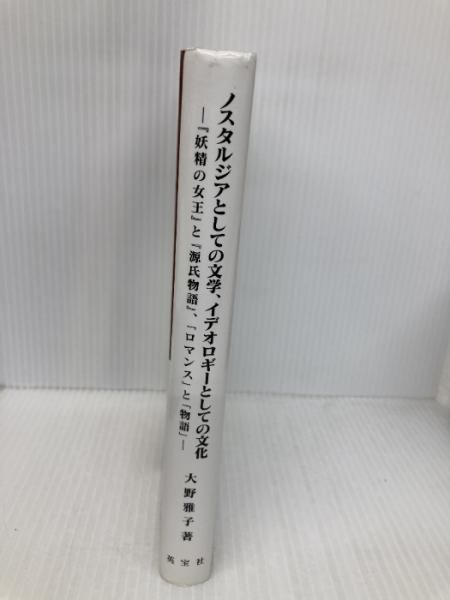 ノスタルジアとしての文学、イデオロギーとしての文化
―『妖精の女王』と『源氏物語』、「ロマンス」と「物語」―
大野雅子著
英宝社